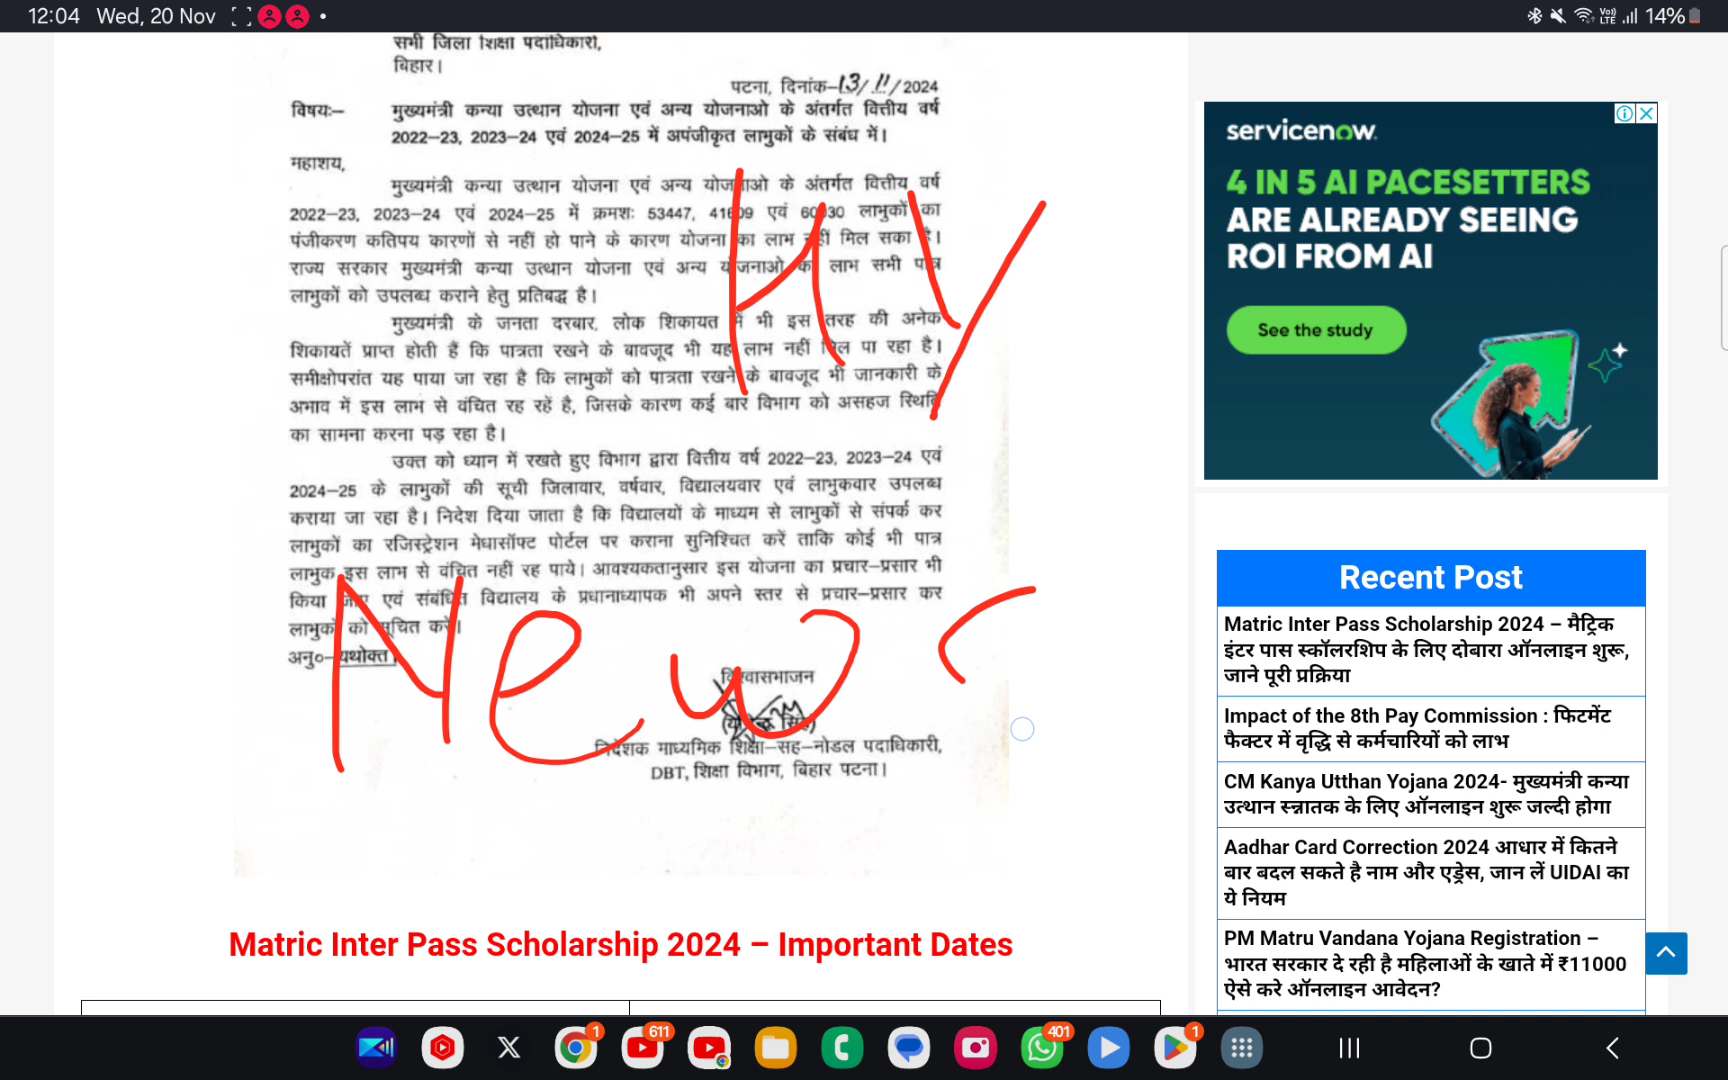 12:04 Wed, 20 Nov
Vo)) LTE 14%
सभी जिला शिक्षा पदाधिकारी,
बिहार।
पटना, दिनांक–13/11/2024
विषयः– मुख्यमंत्री कन्या उत्थान योजना एवं अन्य योजनाओ के अंतर्गत वित्तीय वर्ष
2022–23, 2023–24 एवं 2024–25 में अपंजीकृत लाभुकों के संबंध में।
महाशय,
मुख्यमंत्री कन्या उत्थान योजना एवं अन्य योजनाओ के अंतर्गत वित्तीय वर्ष
2022–23, 2023–24 एवं 2024–25 में क्रमशः 53447, एवं लाभुकों का
पंजीकरण कतिपय कारणों से नहीं हो पाने के कारण योजना का लाभ नहीं मिल सका है।
राज्य सरकार मुख्यमंत्री कन्या उत्थान योजना एवं अन्य योजनाओ का लाभ सभी पात्र
लाभुकों को उपलब्ध कराने हेतु प्रतिबद्ध है।
मुख्यमंत्री के जनता दरबार, लोक शिकायत में भी इस तरह की अनेक
शिकायतें प्राप्त होती हैं कि पात्रता रखने के बावजूद भी यह लाभ नहीं मिल पा रहा है।
समीक्षोपरांत यह पाया जा रहा है कि लाभुकों को पात्रता रखने के बावजूद भी जानकारी के
अभाव में इस लाभ से वंचित रह रहें है, जिसके कारण कई बार विभाग को असहज स्थिति
का सामना करना पड़ रहा है।
उक्त को ध्यान में रखते हुए विभाग द्वारा वित्तीय वर्ष 2022–23, 2023–24 एवं
2024–25 के लाभुकों की सूची जिलावार, वर्षवार, विद्यालयवार एवं लाभुकवार उपलब्ध
कराया जा रहा है। निदेश दिया जाता है कि विद्यालयों के माध्यम से लाभुकों से संपर्क कर
लाभुकों का रजिस्ट्रेशन मेधासॉफ्ट पोर्टल पर कराना सुनिश्चित करें ताकि कोई भी पात्र
लाभुक इस लाभ से वंचित नहीं रह पाये। आवश्यकतानुसार इस योजना का प्रचार–प्रसार भी
किया जाए एवं संबंधित विद्यालय के प्रधानाध्यापक भी अपने स्तर से प्रचार–प्रसार कर
लाभुकों को सूचित करें।
अनु०–यथोक्त।
विश्वासभाजन
निदेशक माध्यमिक शिक्षा–सह–नोडल पदाधिकारी,
DBT, शिक्षा विभाग, बिहार पटना।
New
Matric Inter Pass Scholarship 2024 – Important Dates
servicenow
4 IN 5 AI PACESETTERS
ARE ALREADY SEEING
ROI FROM AI
See the study
Recent Post
Matric Inter Pass Scholarship 2024 – मैट्रिक
इंटर पास स्कॉलरशिप के लिए दोबारा ऑनलाइन शुरू,
जाने पूरी प्रक्रिया
Impact of the 8th Pay Commission : फिटमेंट
फैक्टर में वृद्धि से कर्मचारियों को लाभ
CM Kanya Utthan Yojana 2024- मुख्यमंत्री कन्या
उत्थान स्न्नातक के लिए ऑनलाइन शुरू जल्दी होगा
Aadhar Card Correction 2024 आधार में कितने
बार बदल सकते है नाम और एड्रेस, जान लें UIDAI का
ये नियम
PM Matru Vandana Yojana Registration –
भारत सरकार दे रही है महिलाओं के खाते में ₹11000
ऐसे करे ऑनलाइन आवेदन?
1 611 401 1